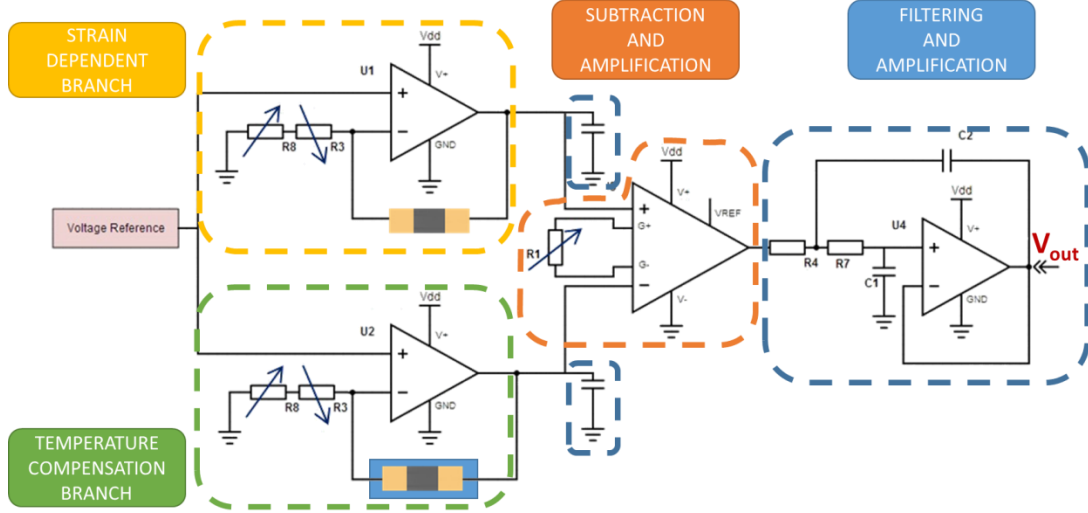 STRAIN
DEPENDENT
BRANCH
SUBTRACTION
AND
AMPLIFICATION
FILTERING
AND
AMPLIFICATION
Vdd
U1
V+
+
−
R8
R3
GND
Voltage Reference
Vdd
V+
VREF
+
G+
R1
G-
−
V-
C2
Vdd
U4
V+
+
R4
R7
C1
−
GND
Vout
Vdd
U2
V+
+
−
R8
R3
GND
TEMPERATURE
COMPENSATION
BRANCH